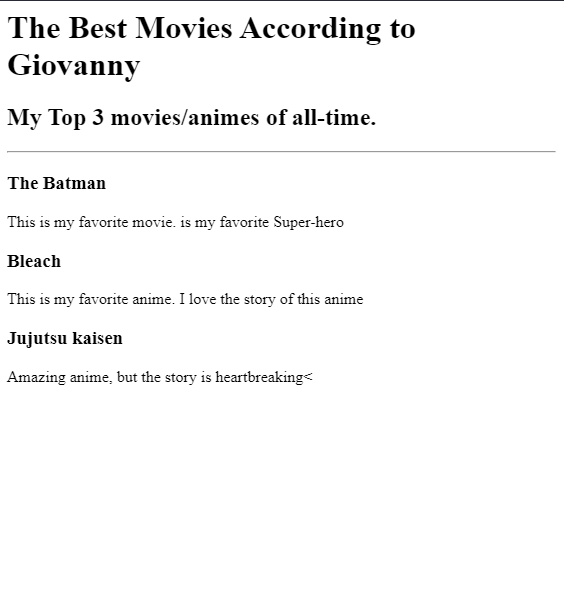 The Best Movies According to
Giovanny
My Top 3 movies/animes of all-time.
The Batman
This is my favorite movie. is my favorite Super-hero
Bleach
This is my favorite anime. I love the story of this anime
Jujutsu kaisen
Amazing anime, but the story is heartbreaking<